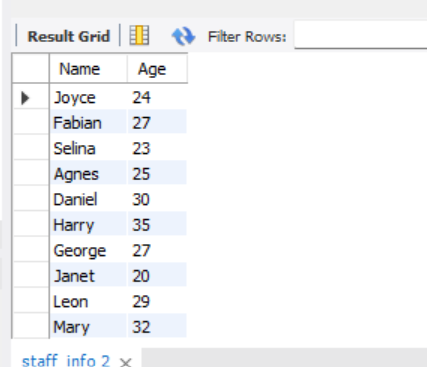 Result Grid Filter Rows:
Name Age
Joyce 24
Fabian 27
Selina 23
Agnes 25
Daniel 30
Harry 35
George 27
Janet 20
Leon 29
Mary 32
staff_info 2 ×